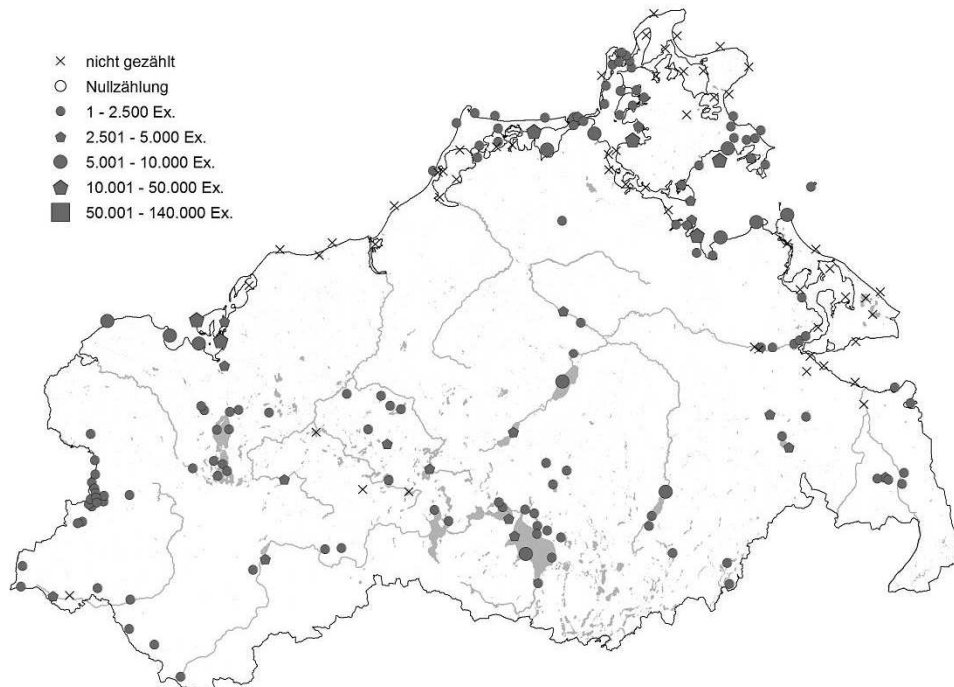 nicht gezählt
Nullzählung
1 - 2.500 Ex.
2.501 - 5.000 Ex.
5.001 - 10.000 Ex.
10.001 - 50.000 Ex.
50.001 - 140.000 Ex.